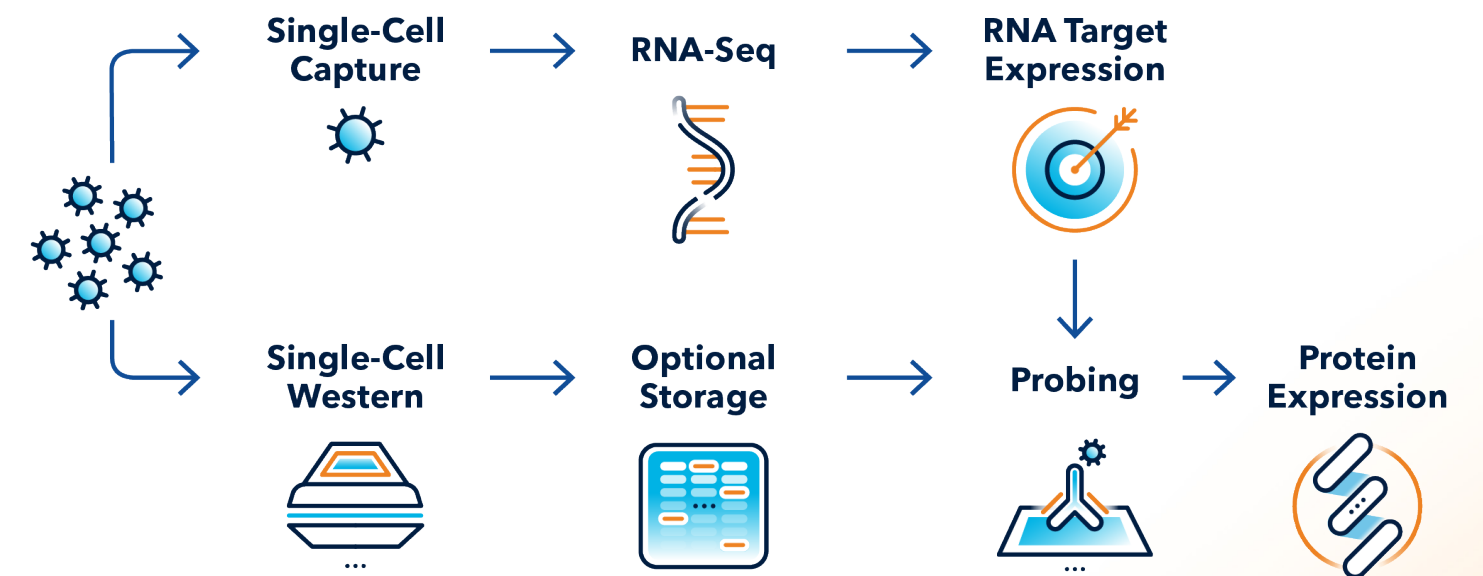 Single-Cell
Capture
RNA-Seq
RNA Target
Expression
Single-Cell
Western
Optional
Storage
Probing
Protein
Expression